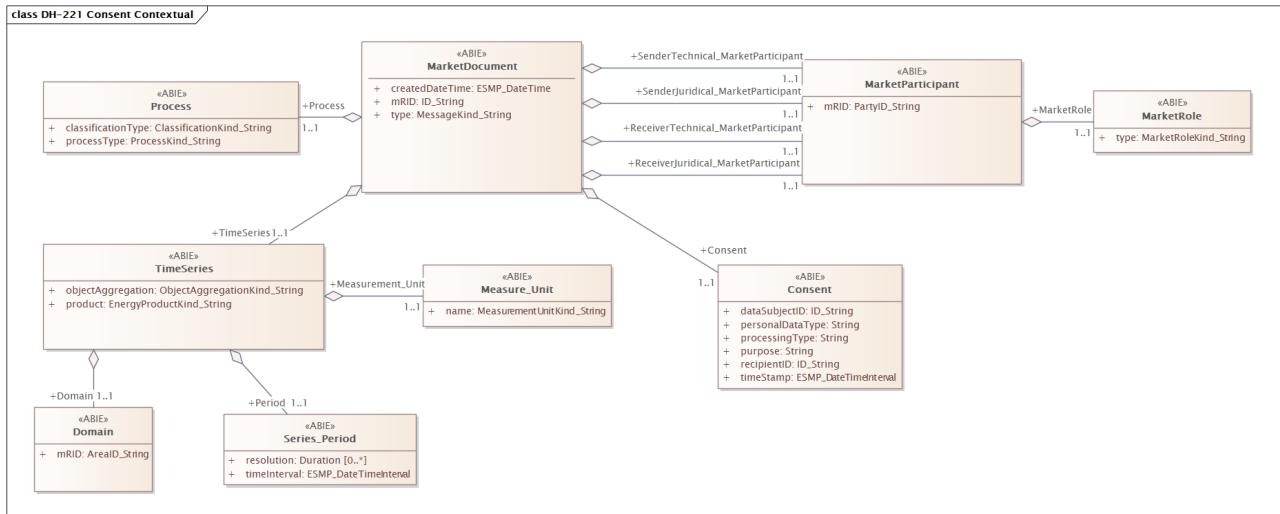 class DH-221 Consent Contextual
«ABIE»
MarketDocument
+ createdDateTime: ESMP_DateTime
+ mRID: ID_String
+ type: MessageKind_String
«ABIE»
Process
+ classificationType: ClassificationKind_String
+ processType: ProcessKind_String
+Process
1..1
+SenderTechnical_MarketParticipant
1..1
+SenderJuridical_MarketParticipant
1..1
+ReceiverTechnical_MarketParticipant
1..1
+ReceiverJuridical_MarketParticipant
1..1
«ABIE»
MarketParticipant
+ mRID: PartyID_String
+MarketRole
1..1
«ABIE»
MarketRole
+ type: MarketRoleKind_String
+TimeSeries 1..1
«ABIE»
TimeSeries
+ objectAggregation: ObjectAggregationKind_String
+ product: EnergyProductKind_String
+Measurement_Unit
1..1
«ABIE»
Measure_Unit
+ name: MeasurementUnitKind_String
+Consent
1..1
«ABIE»
Consent
+ dataSubjectID: ID_String
+ personalDataType: String
+ processingType: String
+ purpose: String
+ recipientID: ID_String
+ timeStamp: ESMP_DateTimeInterval
+Domain 1..1
«ABIE»
Domain
+ mRID: AreaID_String
+Period 1..1
«ABIE»
Series_Period
+ resolution: Duration [0..*]
+ timeInterval: ESMP_DateTimeInterval